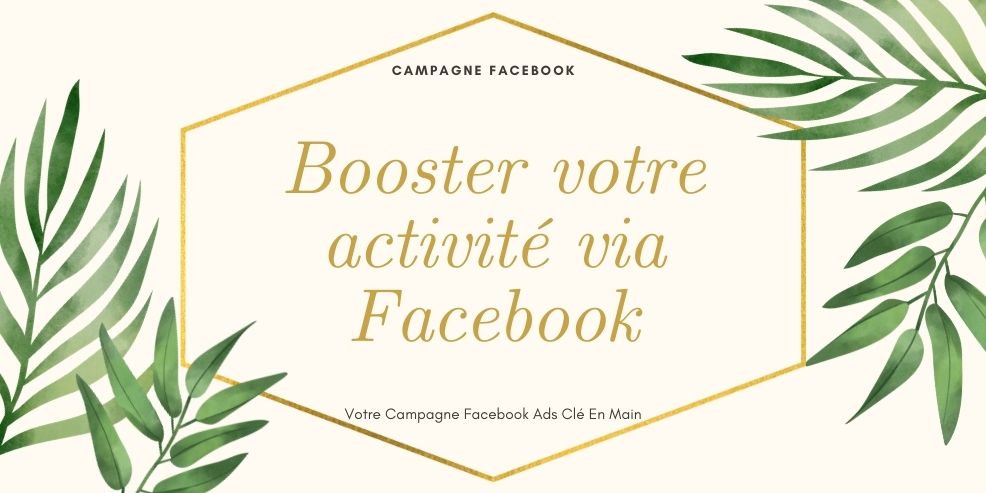 CAMPAGNE FACEBOOK
Booster votre
activité via
Facebook
Votre Campagne Facebook Ads Clé En Main